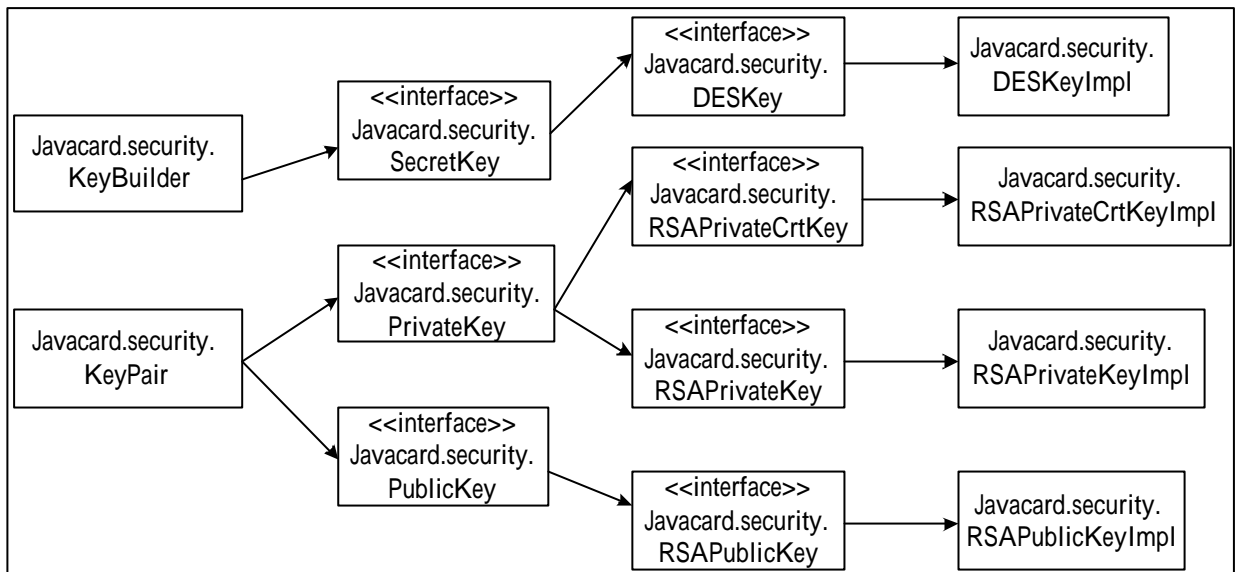 Javacard.security.
KeyBuilder
Javacard.security.
KeyPair
<<interface>>
Javacard.security.
SecretKey
<<interface>>
Javacard.security.
PrivateKey
<<interface>>
Javacard.security.
PublicKey
<<interface>>
Javacard.security.
DESKey
<<interface>>
Javacard.security.
RSAPrivateCrtKey
<<interface>>
Javacard.security.
RSAPrivateKey
<<interface>>
Javacard.security.
RSAPublicKey
Javacard.security.
DESKeyImpl
Javacard.security.
RSAPrivateCrtKeyImpl
Javacard.security.
RSAPrivateKeyImpl
Javacard.security.
RSAPublicKeyImpl